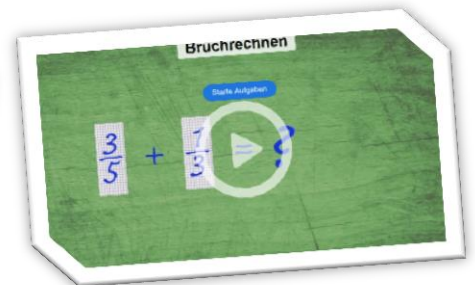 Bruchrechnen
Starte Aufgaben
3/5 + 1/3 = ?